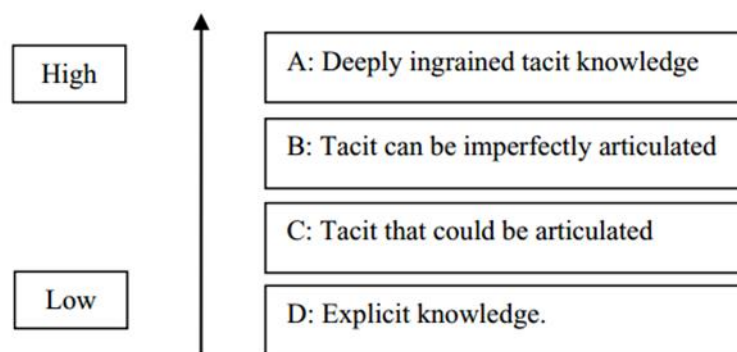 High
A: Deeply ingrained tacit knowledge
B: Tacit can be imperfectly articulated
C: Tacit that could be articulated
Low
D: Explicit knowledge.